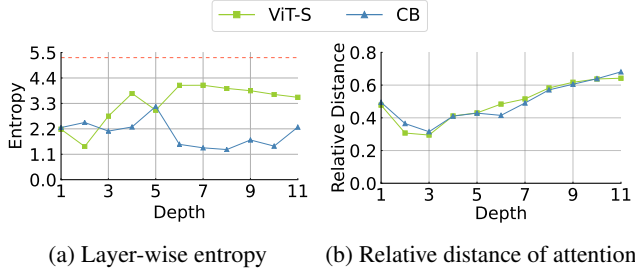 ViT-S CB
5.5
4.4
3.3
2.2
1.1
0.0
Entropy
1 3 5 7 9 11
Depth
0.8
0.6
0.4
0.2
0.0
Relative Distance
1 3 5 7 9 11
Depth
(a) Layer-wise entropy
(b) Relative distance of attention